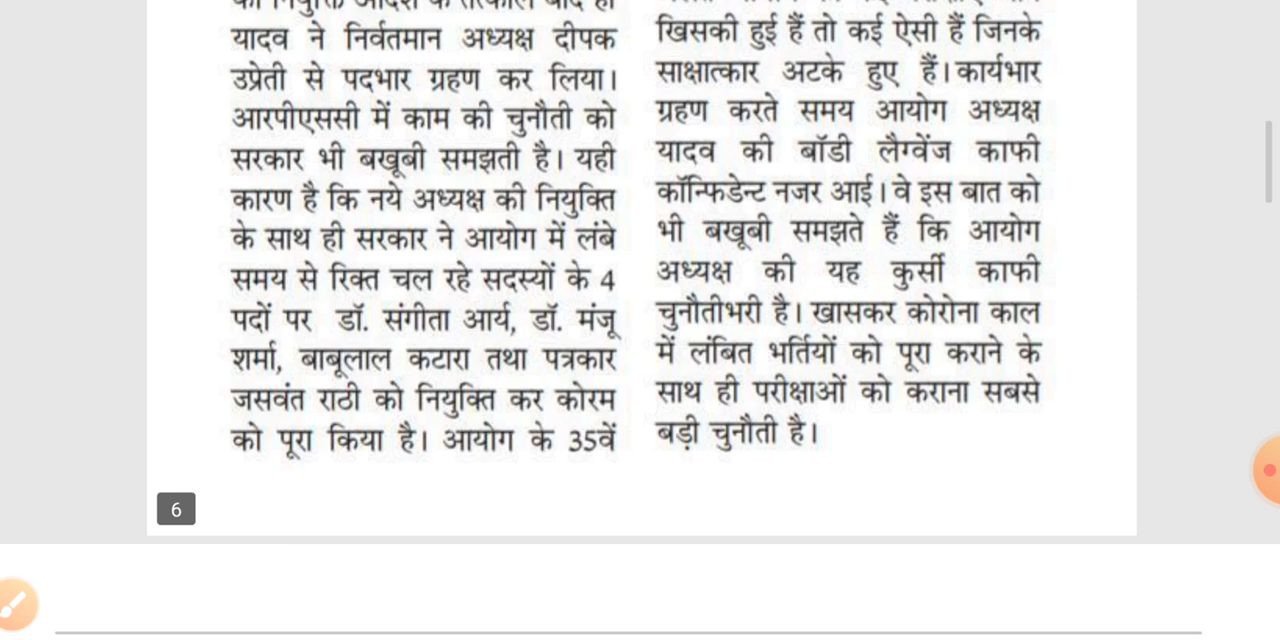 यादव ने निर्वतमान अध्यक्ष दीपक
उप्रेती से पदभार ग्रहण कर लिया।
आरपीएससी में काम की चुनौती को
सरकार भी बखूबी समझती है। यही
कारण है कि नये अध्यक्ष की नियुक्ति
के साथ ही सरकार ने आयोग में लंबे
समय से रिक्त चल रहे सदस्यों के 4
पदों पर डॉ. संगीता आर्य, डॉ. मंजू
शर्मा, बाबूलाल कटारा तथा पत्रकार
जसवंत राठी को नियुक्ति कर कोरम
को पूरा किया है। आयोग के 35वें
खिसकी हुई हैं तो कई ऐसी हैं जिनके
साक्षात्कार अटके हुए हैं। कार्यभार
ग्रहण करते समय आयोग अध्यक्ष
यादव की बॉडी लैग्वेंज काफी
कॉन्फिडेन्ट नजर आई। वे इस बात को
भी बखूबी समझते हैं कि आयोग
अध्यक्ष की यह कुर्सी काफी
चुनौतीभरी है। खासकर कोरोना काल
में लंबित भर्तियों को पूरा कराने के
साथ ही परीक्षाओं को कराना सबसे
बड़ी चुनौती है।
6